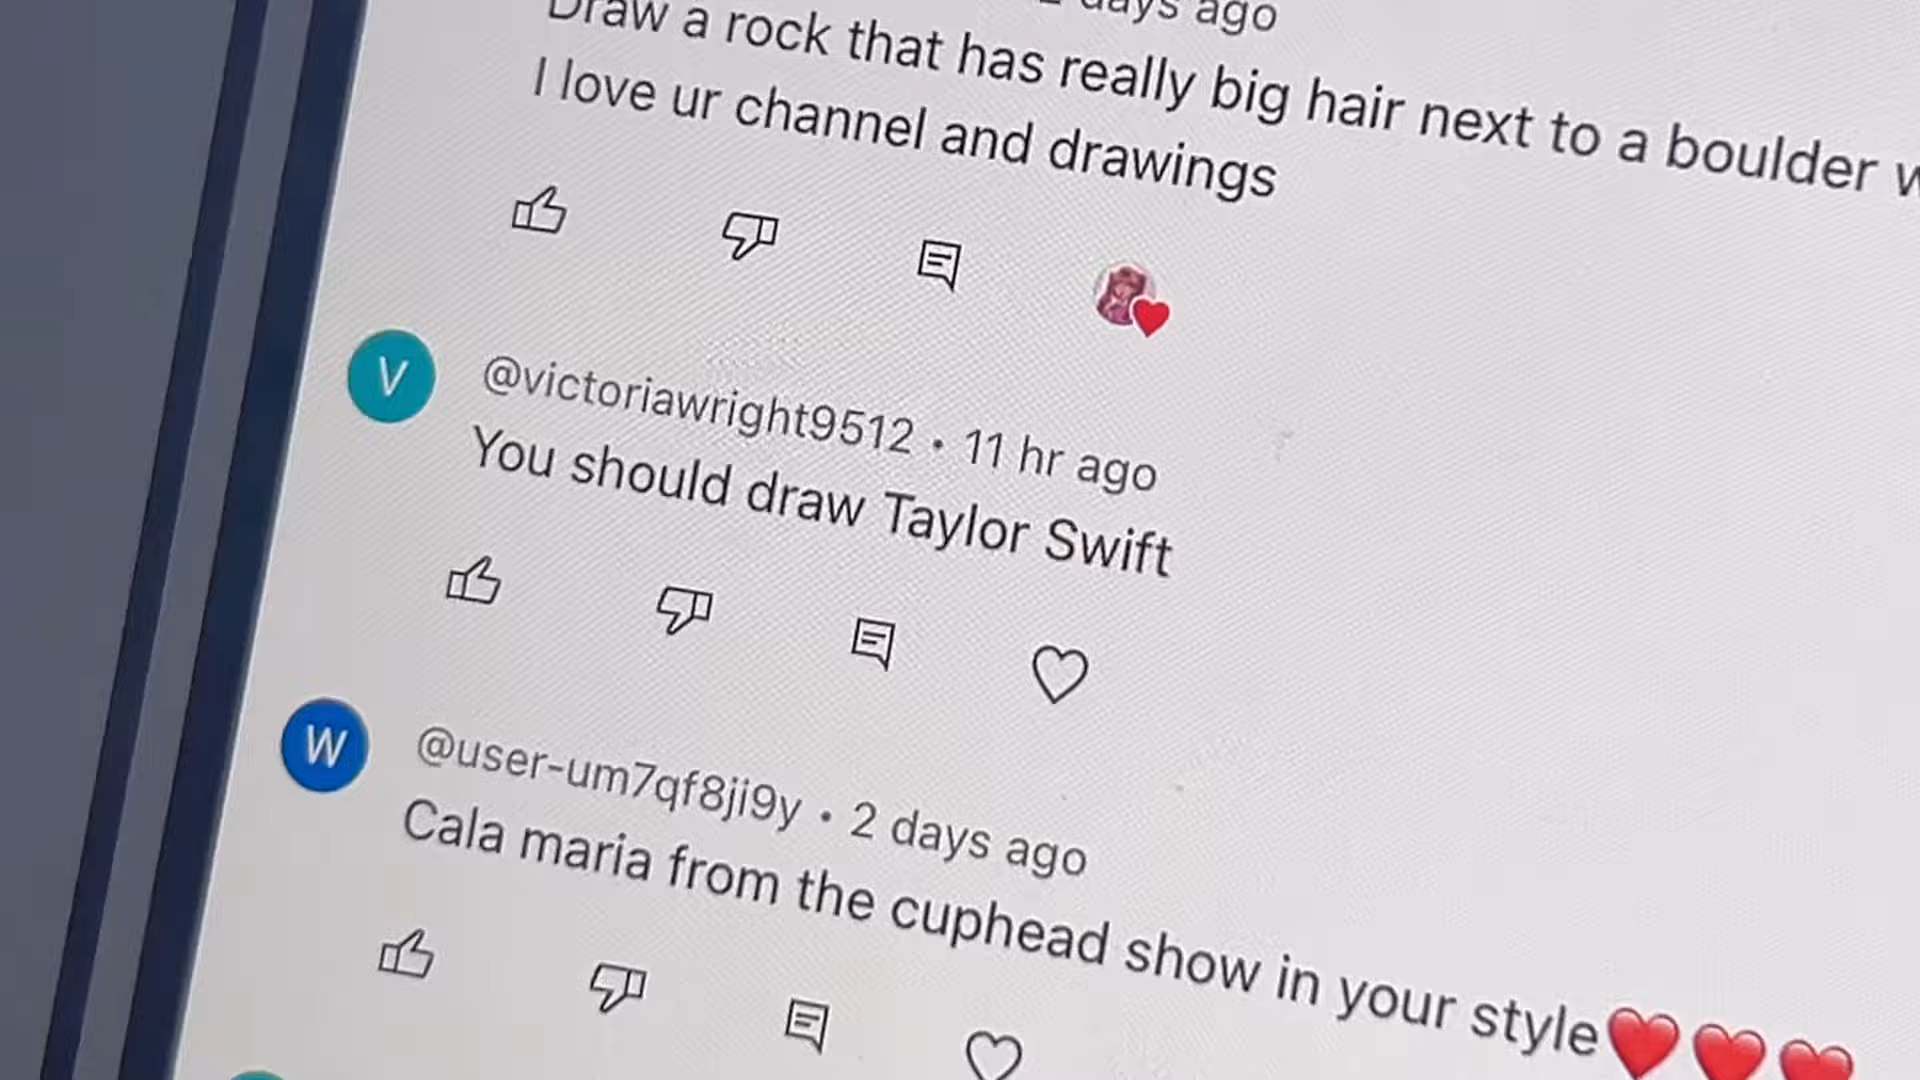 days ago
Draw a rock that has really big hair next to a boulder
I love ur channel and drawings
V
@victoriawright9512 • 11 hr ago
You should draw Taylor Swift
W
@user-um7qf8ji9y • 2 days ago
Cala maria from the cuphead show in your style❤️❤️❤️